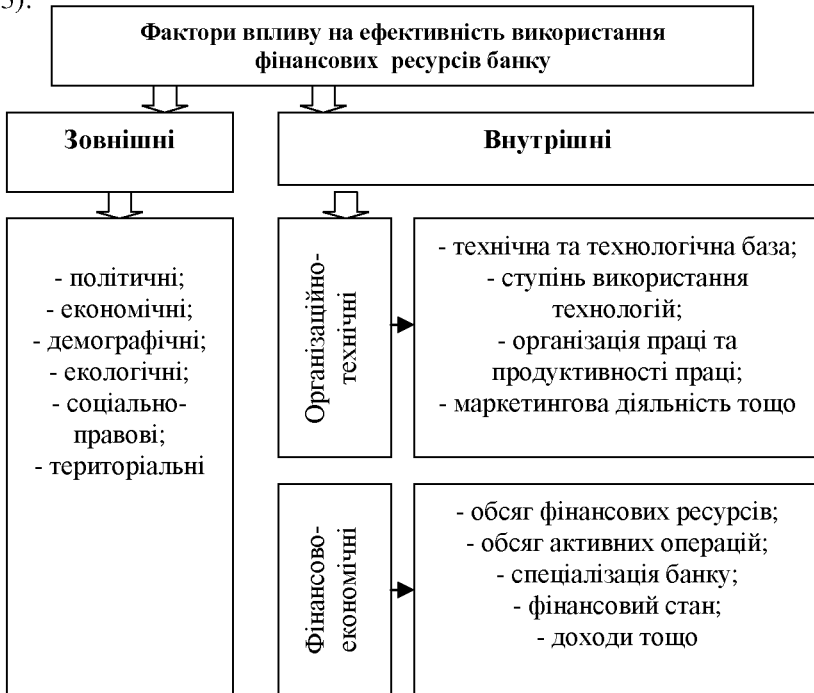 3).
Фактори впливу на ефективність використання
фінансових ресурсів банку
Зовнішні
Внутрішні
- політичні;
- економічні;
- демографічні;
- екологічні;
- соціально-
правові;
- територіальні
Організаційно-
технічні
- технічна та технологічна база;
- ступінь використання
технологій;
- організація праці та
продуктивності праці;
- маркетингова діяльність тощо
Фінансово-
економічні
- обсяг фінансових ресурсів;
- обсяг активних операцій;
- спеціалізація банку;
- фінансовий стан;
- доходи тощо